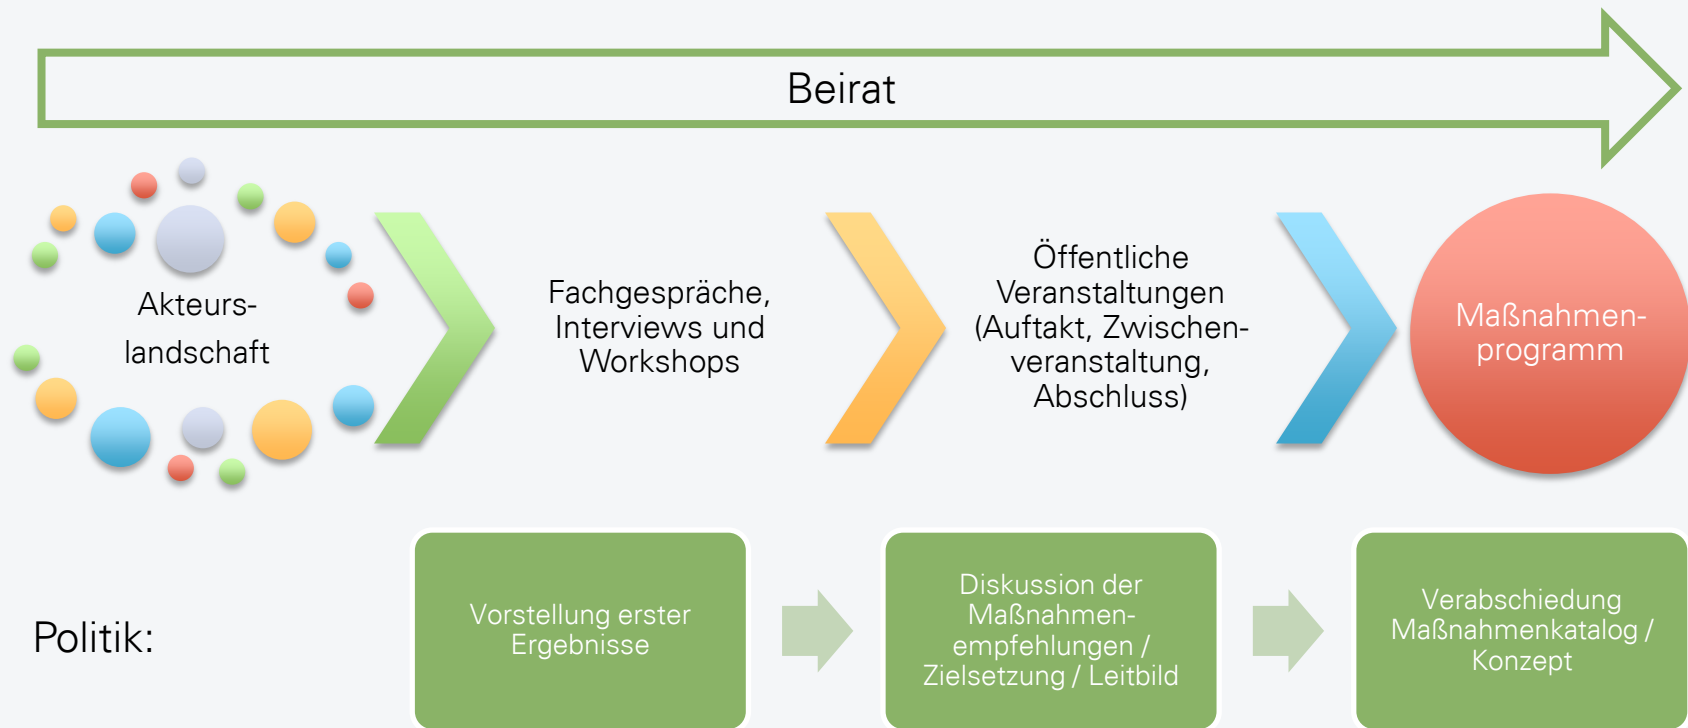 Beirat
Akteurs-
landschaft
Fachgespräche,
Interviews und
Workshops
Öffentliche
Veranstaltungen
(Auftakt, Zwischen-
veranstaltung,
Abschluss)
Maßnahmen-
programm
Politik:
Vorstellung erster
Ergebnisse
Diskussion der
Maßnahmen-
empfehlungen /
Zielsetzung / Leitbild
Verabschiedung
Maßnahmenkatalog /
Konzept